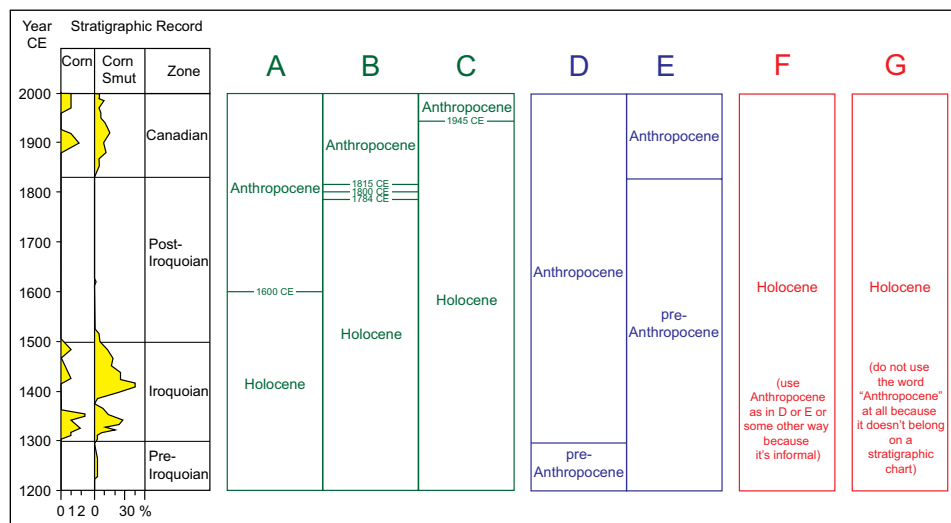 Year
CE
Stratigraphic Record
Corn
Corn
Smut
Zone
A
B
C
D
E
F
G
2000
1900
1800
1700
1600
1500
1400
1300
1200
Canadian
Post-
Iroquoian
Iroquoian
Pre-
Iroquoian
0 1 2
0
30 %
Anthropocene
1600 CE
Holocene
Anthropocene
1815 CE
1800 CE
1784 CE
Holocene
Anthropocene
1945 CE
Holocene
Anthropocene
pre-
Anthropocene
Anthropocene
pre-
Anthropocene
Holocene
(use
Anthropocene
as in D or E or
some other way
because
it's informal)
Holocene
(do not use
the word
“Anthropocene”
at all because
it doesn't belong
on a
stratigraphic
chart)